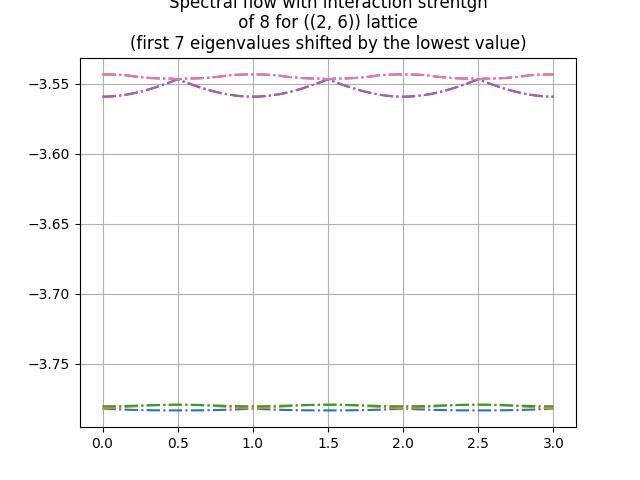 Spectral flow with interaction strentgh
of 8 for ((2, 6)) lattice
(first 7 eigenvalues shifted by the lowest value)
−3.55
−3.60
−3.65
−3.70
−3.75
0.0 0.5 1.0 1.5 2.0 2.5 3.0